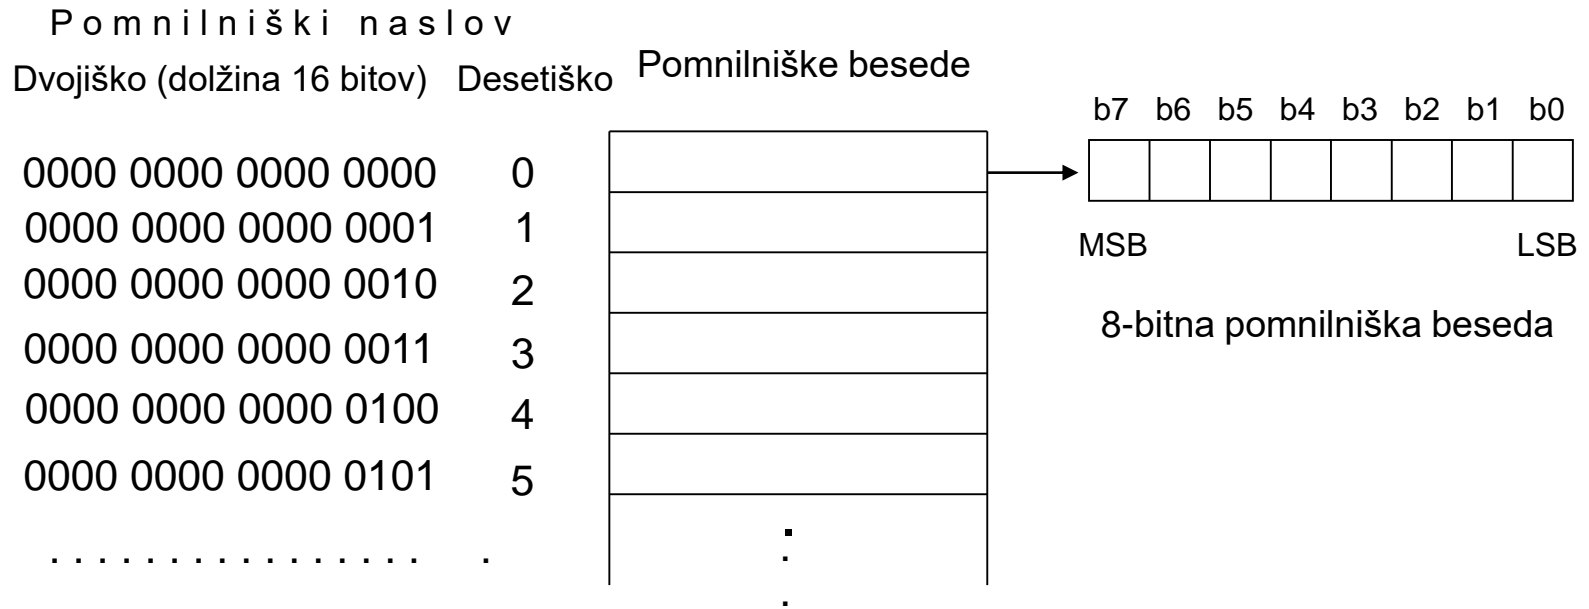 Pomnilniški naslov
Dvojiško (dolžina 16 bitov) Desetiško Pomnilniške besede
b7 b6 b5 b4 b3 b2 b1 b0
0000 0000 0000 0000 0
0000 0000 0000 0001 1
MSB LSB
0000 0000 0000 0010 2
8-bitna pomnilniška beseda
0000 0000 0000 0011 3
0000 0000 0000 0100 4
0000 0000 0000 0101 5
. . . . . . . . . . . . . . . . .